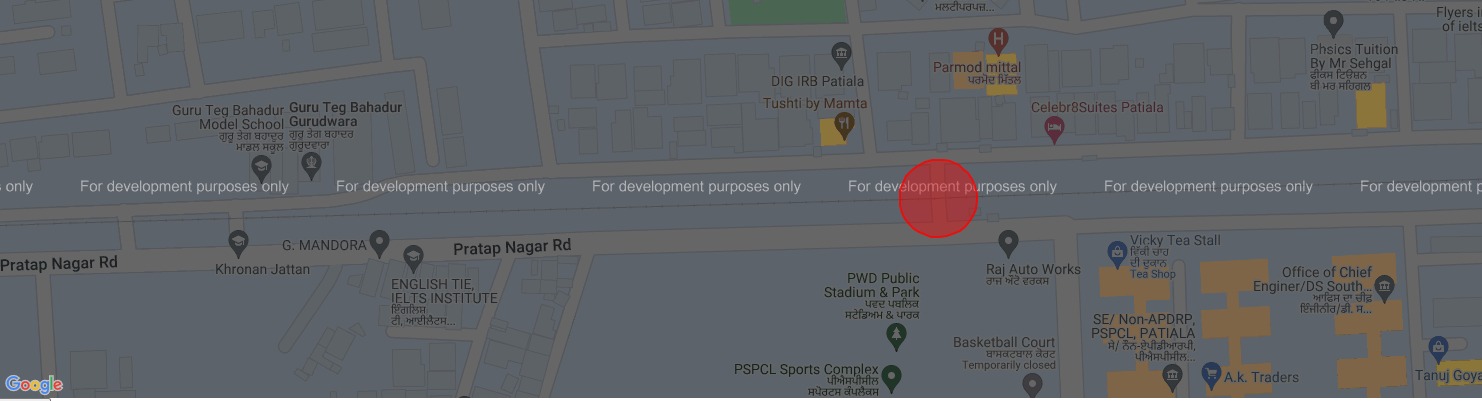 ਮਲਟੀਪਰਪਜ਼...
Flyers i
of ielts
Phsics Tuition
By Mr Sehgal
ਫੀਕਸ ਟਿਉਸ਼ਨ
ਬੀ ਮਰ ਸਹਿਗਲ
Parmod mittal
ਪਰਮੋਦ ਮਿੱਤਲ
DIG IRB Patiala
Tushti by Mamta
Celebr8Suites Patiala
Guru Teg Bahadur
Model School
ਗੁਰੂ ਤੇਗ ਬਹਾਦਰ
ਮਾਡਲ ਸਕੂਲ
Guru Teg Bahadur
Gurudwara
ਗੁਰੂ ਤੇਗ ਬਹਾਦਰ
ਗੁਰੂਦਵਾਰਾ
s only
For development purposes only
For development purposes only
For development purposes only
For development purposes only
For development purposes only
For development p
Pratap Nagar Rd
Khronan Jattan
G. MANDORA
Pratap Nagar Rd
ENGLISH TIE,
IELTS INSTITUTE
ਇੰਗਲਿਸ਼
ਟੀ, ਆਈਲੈਟਸ...
PWD Public
Stadium & Park
ਪਵਦ ਪਬਲਿਕ
ਸਟੇਡਿਅਮ & ਪਾਰਕ
Raj Auto Works
ਰਾਜ ਔਟੋ ਵਰਕਸ
Vicky Tea Stall
ਵਿੱਕੀ ਚਾਹ
ਦੀ ਦੁਕਾਨ
Tea Shop
Office of Chief
Enginer/DS South...
ਆਫਿਸ ਦਾ ਚੀਫ਼
ਇੰਜੀਨੀਰ/ਡੀ. ਸ...
SE/ Non-APDRP,
PSPCL, PATIALA
ਸੇ/ ਨੌਨ-ਏਪੀਡੀਆਰਪੀ,
ਪੀਐਸਪੀਸੀਲ...
Basketball Court
ਬਾਸਕਟਬਾਲ ਕੋਰਟ
Temporarily closed
PSPCL Sports Complex
ਪੀਐਸਪੀਸੀਲ
ਸਪੋਰਟਸ ਕੰਪਲੈਕਸ
A.k. Traders
Tanuj Goya
Google